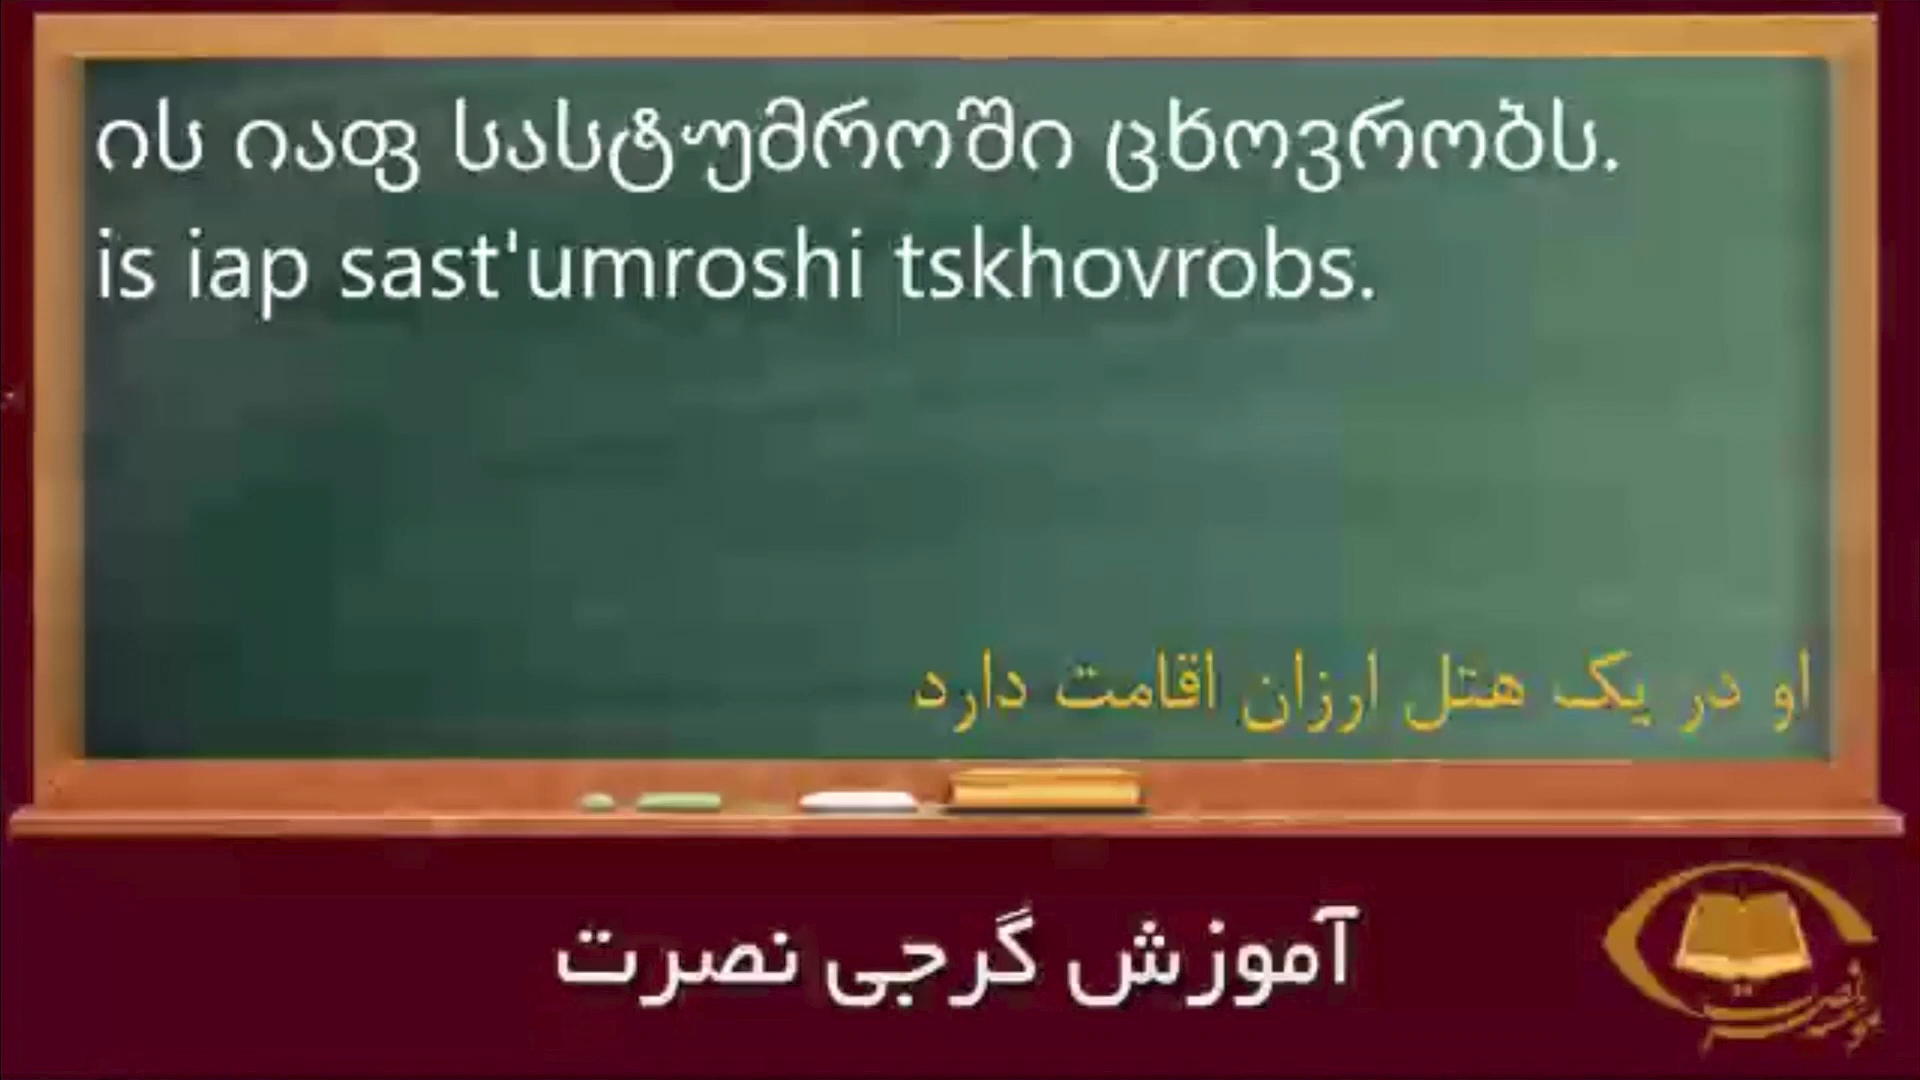 ის იაფ სასტუმროში ცხოვრობს.
is iap sast'umroshi tskhovrobs.
او در یک هتل ارزان اقامت دارد
آموزش گرجی نصرت